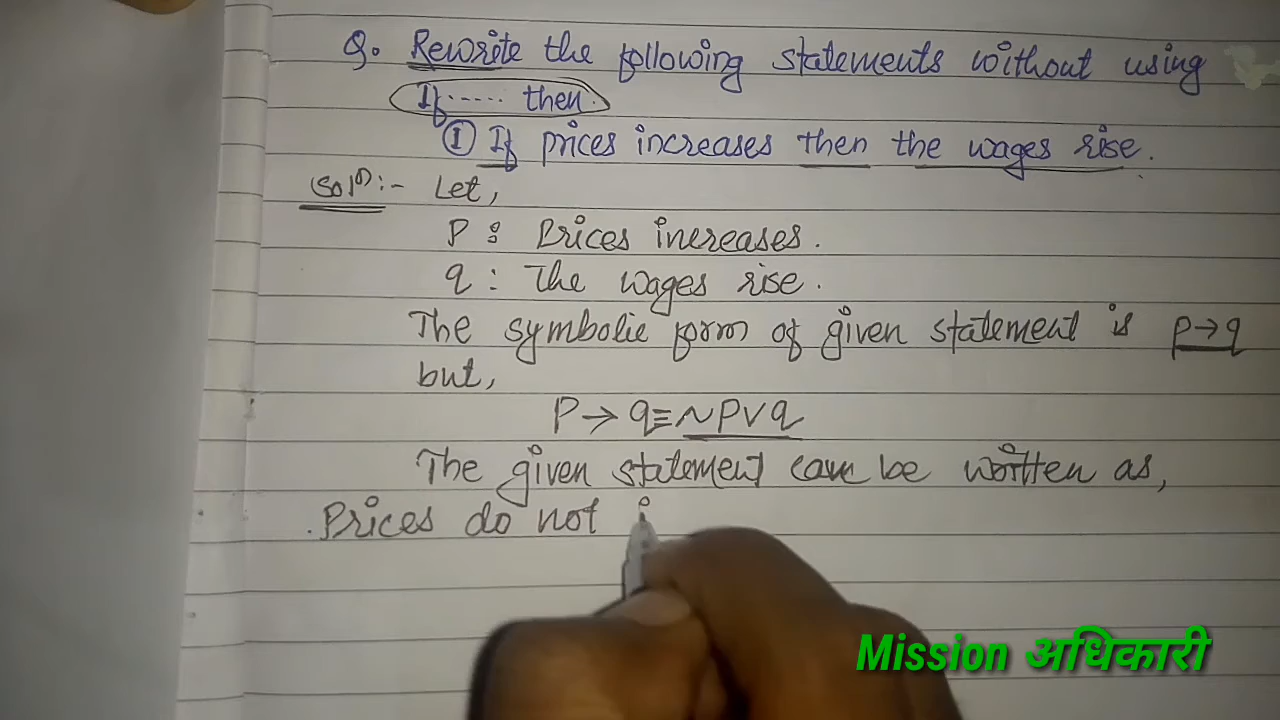 Q. Rewrite the following statements without using
If ...... then.
① If prices increases then the wages rise.
Solⁿ:- Let,
P : Prices increases.
q : The wages rise.
The symbolic form of given statement is p→q
but,
P → q ≡ ~P∨q
The given statement can be written as,
Prices do not i
Mission अधिकारी